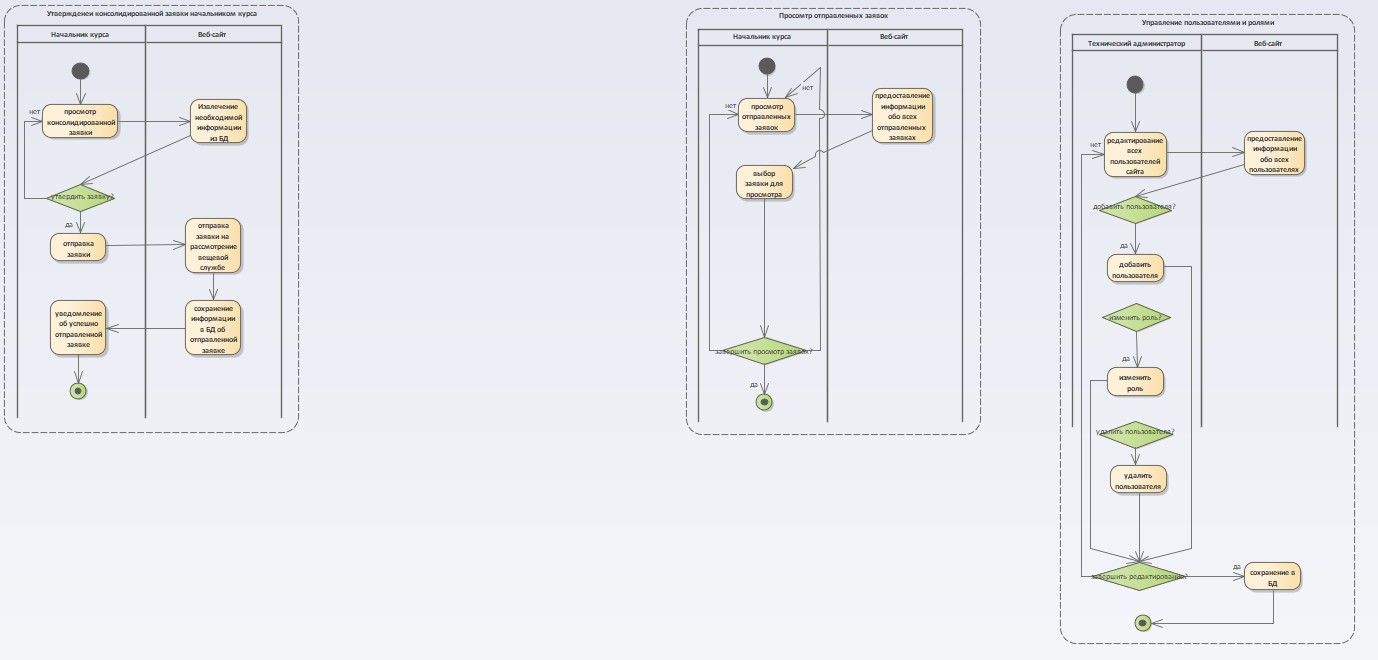 Утвержденеи консолидированной заявки начальником курса
Начальник курса
Веб-сайт
нет
просмотр
консолидированной
заявки
Извлечение
необходимой
информации
из БД
утвердить заявку?
да
отправка
заявки
отправка
заявки на
рассмотрение
вещевой
службе
уведомление
об успешно
отправленной
заявке
сохранение
информации
в БД об
отправленной
заявке
Просомтр отправленных заявок
Начальник курса
Веб-сайт
нет
нет
просмотр
отправленных
заявок
предоставление
информации
обо всех
отправленных
заявках
выбор
заявки для
просмотра
завершить просмотр заявок?
да
Управление пользователями и ролями
Технический администратор
Веб-сайт
нет
редактирование
всех
пользователей
сайта
предоставление
информации
обо всех
пользователях
добавить пользователя?
да
добавить
пользователя
изменить роль?
да
изменить
роль
удалить пользователя?
удалить
пользователя
завершить редактирование?
да
сохранение в
БД